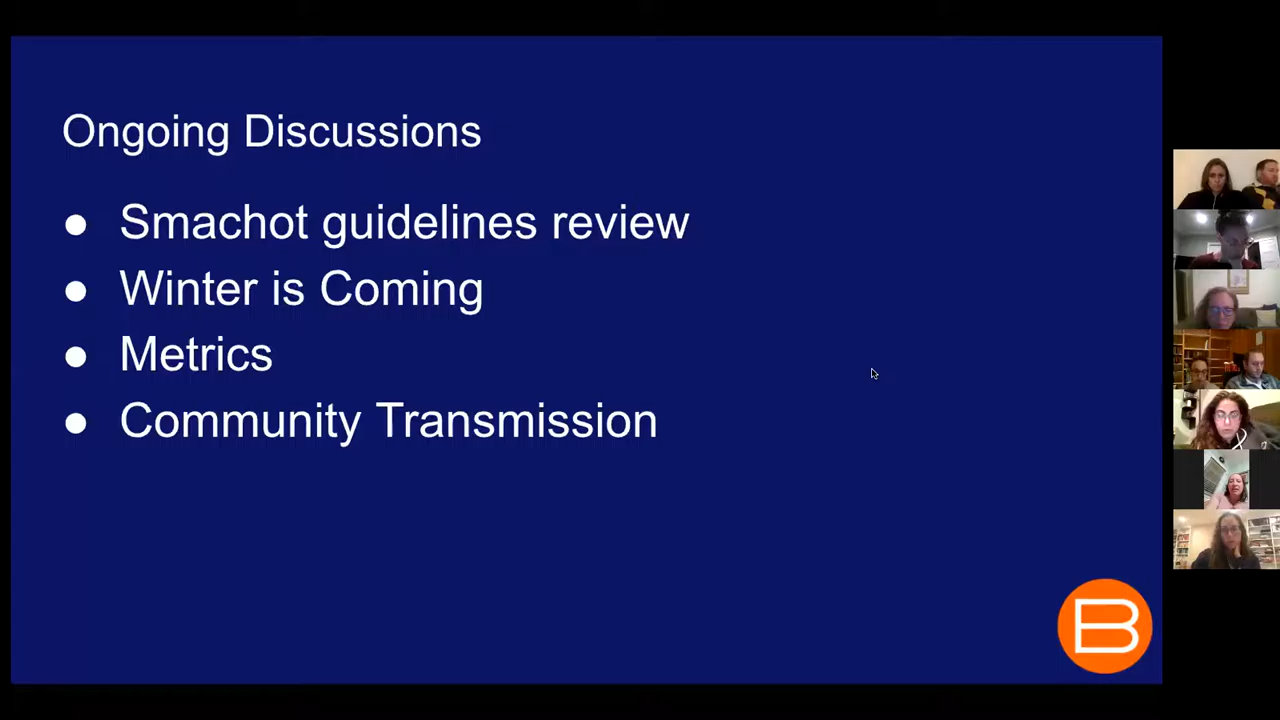 Ongoing Discussions
● Smachot guidelines review
● Winter is Coming
● Metrics
● Community Transmission
B